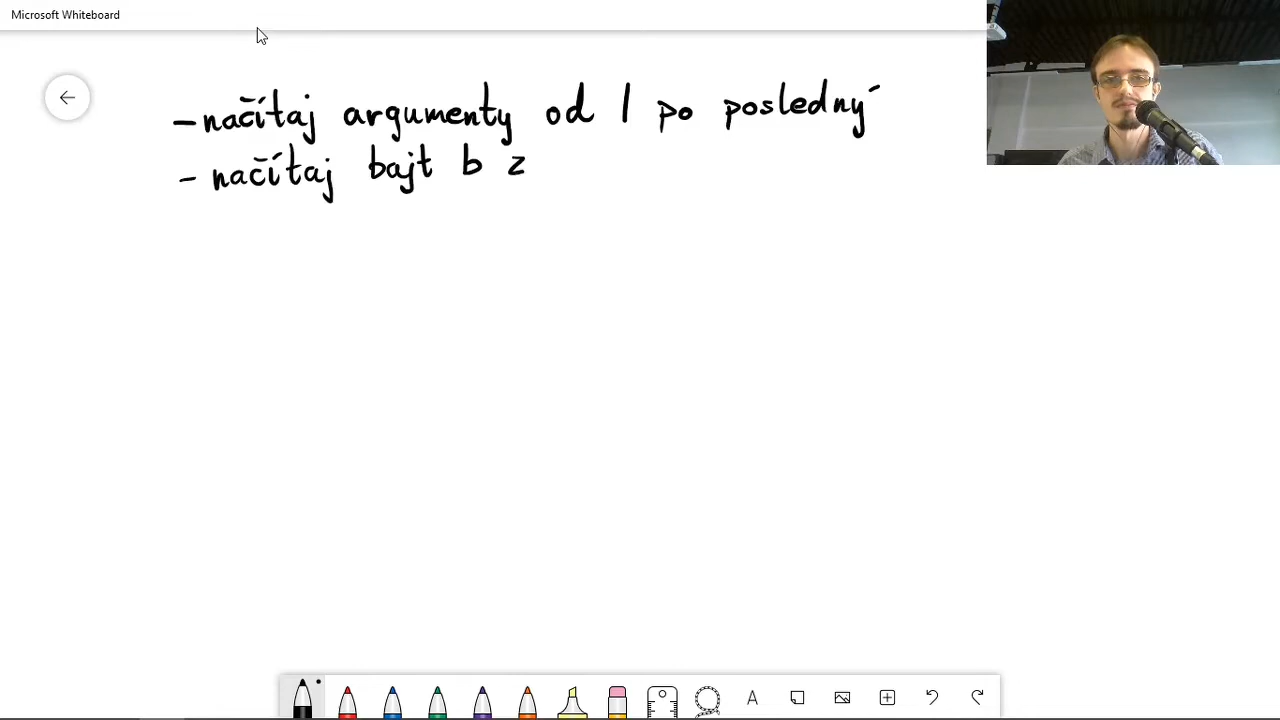 Microsoft Whiteboard
- načítaj argumenty od 1 po posledný
- načítaj bajt b z
A